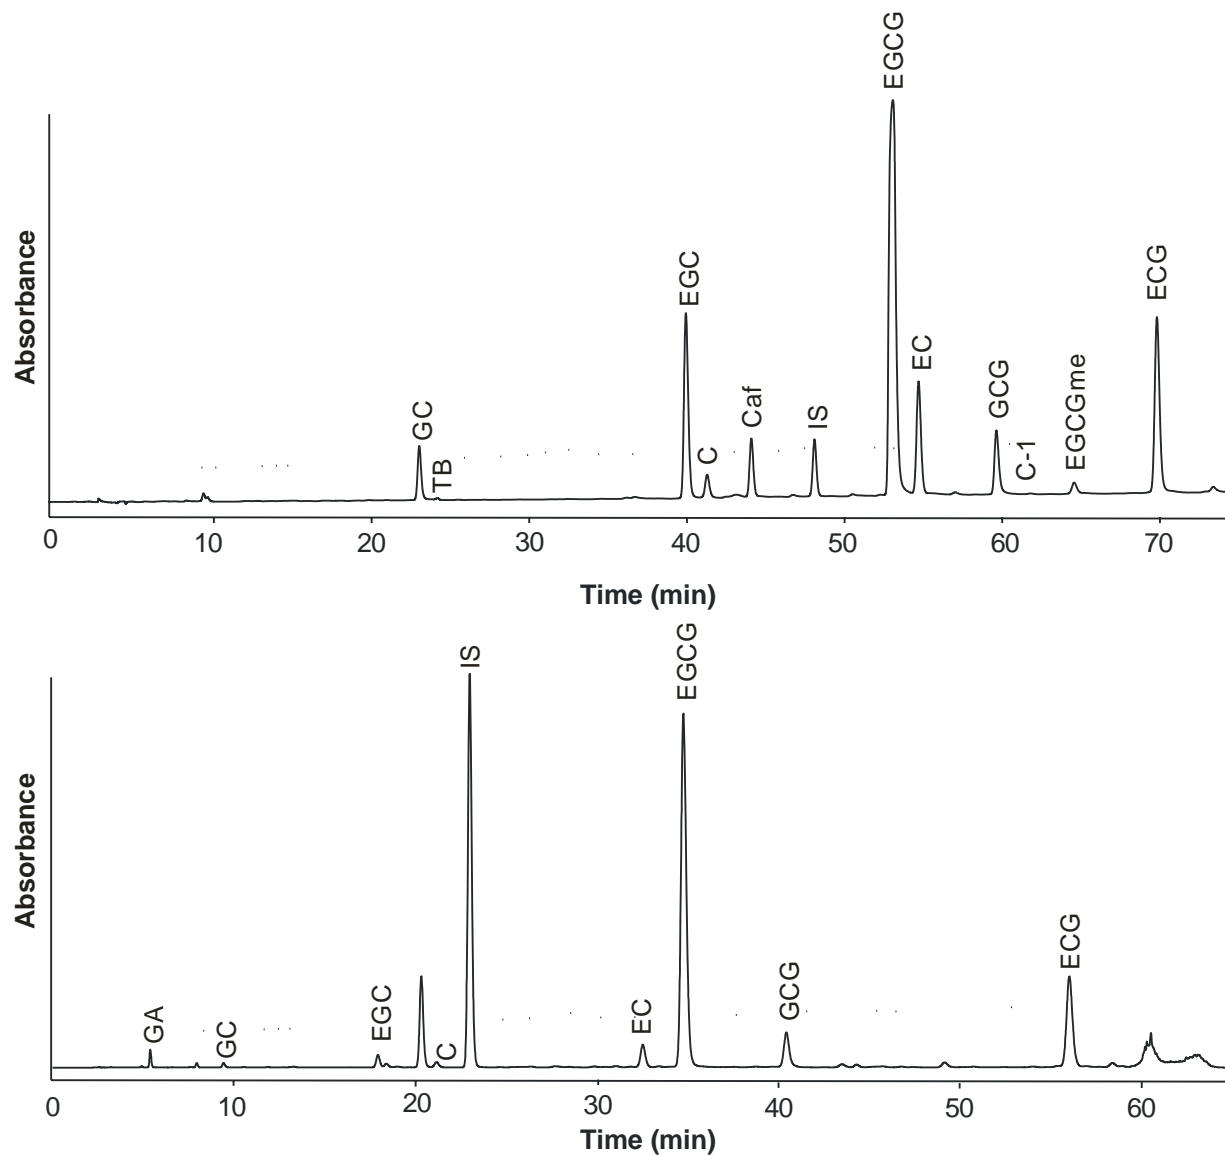 EGCG
EGC
ECG
EC
Caf
GCG
EGCGme
IS
GC
C
TB
C-1
Absorbance
0 10 20 30 40 50 60 70
Time (min)
IS
EGCG
ECG
GCG
EGC
EC
GA
GC
C
Absorbance
0 10 20 30 40 50 60
Time (min)